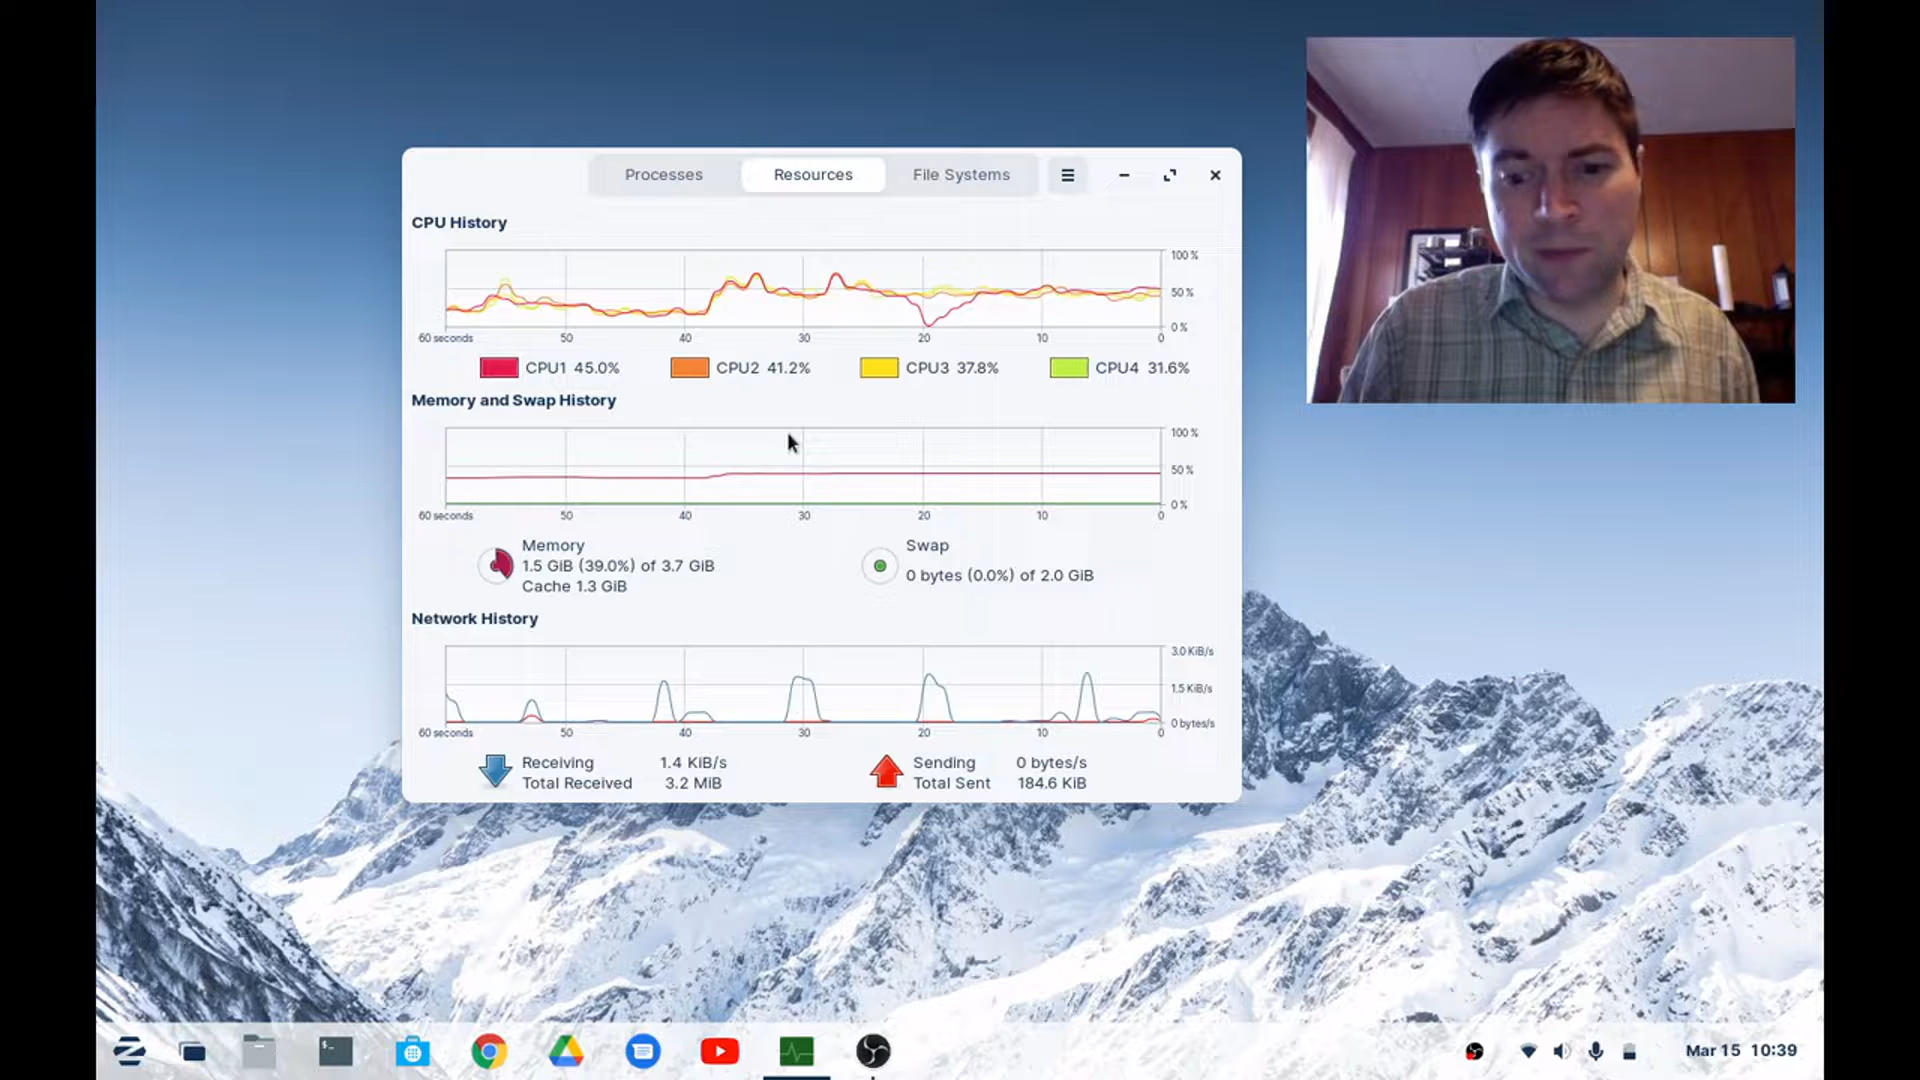 Processes Resources File Systems
CPU History
100 %
50 %
0 %
60 seconds 50 40 30 20 10 0
CPU1 45.0% CPU2 41.2% CPU3 37.8% CPU4 31.6%
Memory and Swap History
100 %
50 %
0 %
60 seconds 50 40 30 20 10 0
Memory
1.5 GiB (39.0%) of 3.7 GiB
Cache 1.3 GiB
Swap
0 bytes (0.0%) of 2.0 GiB
Network History
3.0 KiB/s
1.5 KiB/s
0 bytes/s
60 seconds 50 40 30 20 10 0
Receiving 1.4 KiB/s
Total Received 3.2 MiB
Sending 0 bytes/s
Total Sent 184.6 KiB
Mar 15 10:39